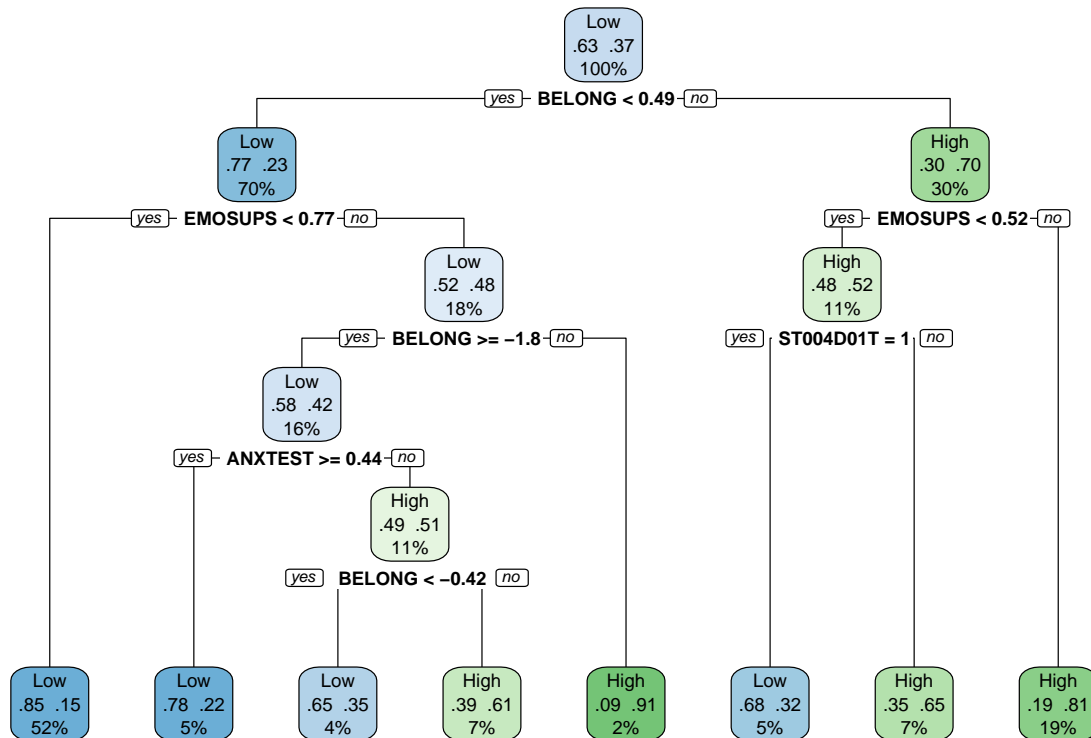 Low
.63 .37
100%
yes BELONG < 0.49 no
Low
.77 .23
70%
High
.30 .70
30%
yes EMOSUPS < 0.77 no
yes EMOSUPS < 0.52 no
Low
.52 .48
18%
High
.48 .52
11%
yes BELONG >= −1.8 no
yes ST004D01T = 1 no
Low
.58 .42
16%
yes ANXTEST >= 0.44 no
High
.49 .51
11%
yes BELONG < −0.42 no
Low
.85 .15
52%
Low
.78 .22
5%
Low
.65 .35
4%
High
.39 .61
7%
High
.09 .91
2%
Low
.68 .32
5%
High
.35 .65
7%
High
.19 .81
19%